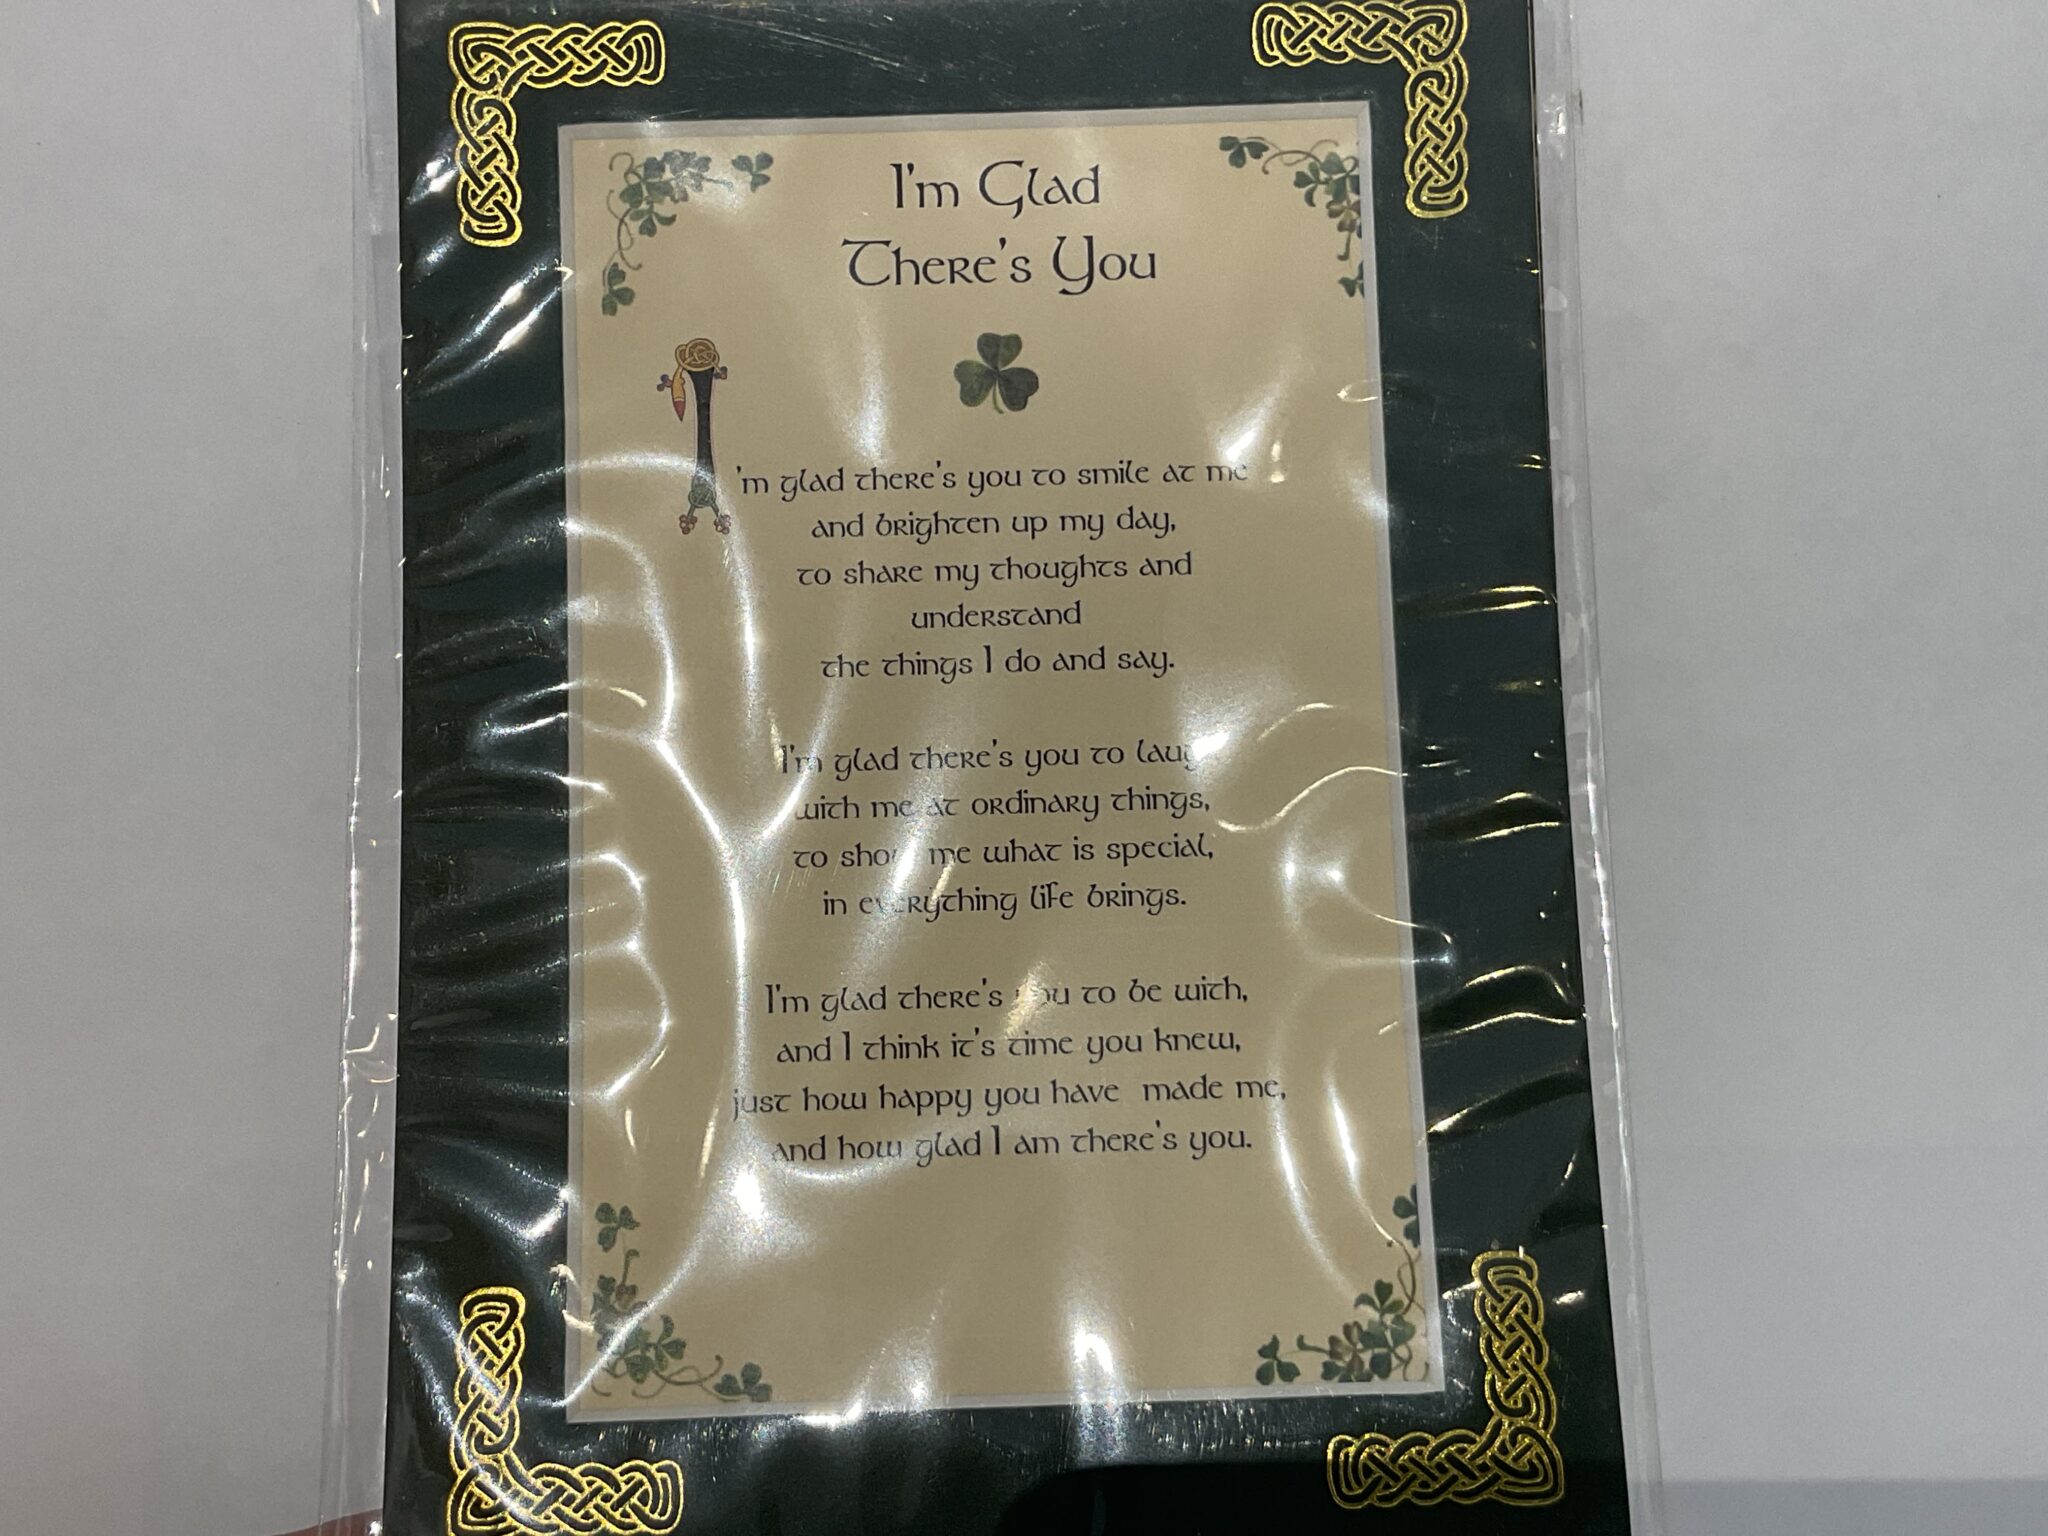 I'm Glad
There's You
I'm glad there's you to smile at me
and brighten up my day,
to share my thoughts and
understand
the things I do and say.
I'm glad there's you to laugh
with me at ordinary things,
to show me what is special,
in everything life brings.
I'm glad there's you to be with,
and I think it's time you knew,
just how happy you have made me,
and how glad I am there's you.